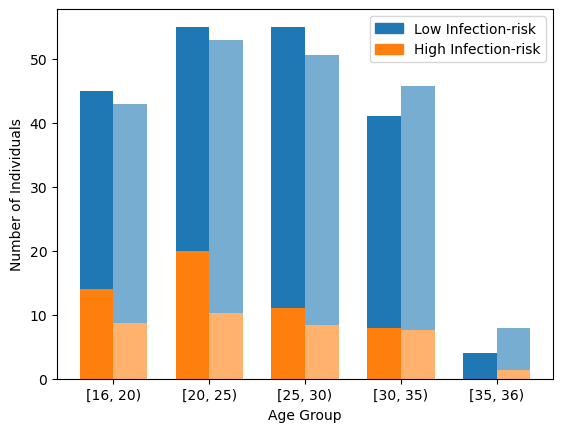 Low Infection-risk
High Infection-risk
Number of Individuals
50
40
30
20
10
0
[16, 20)
[20, 25)
[25, 30)
[30, 35)
[35, 36)
Age Group